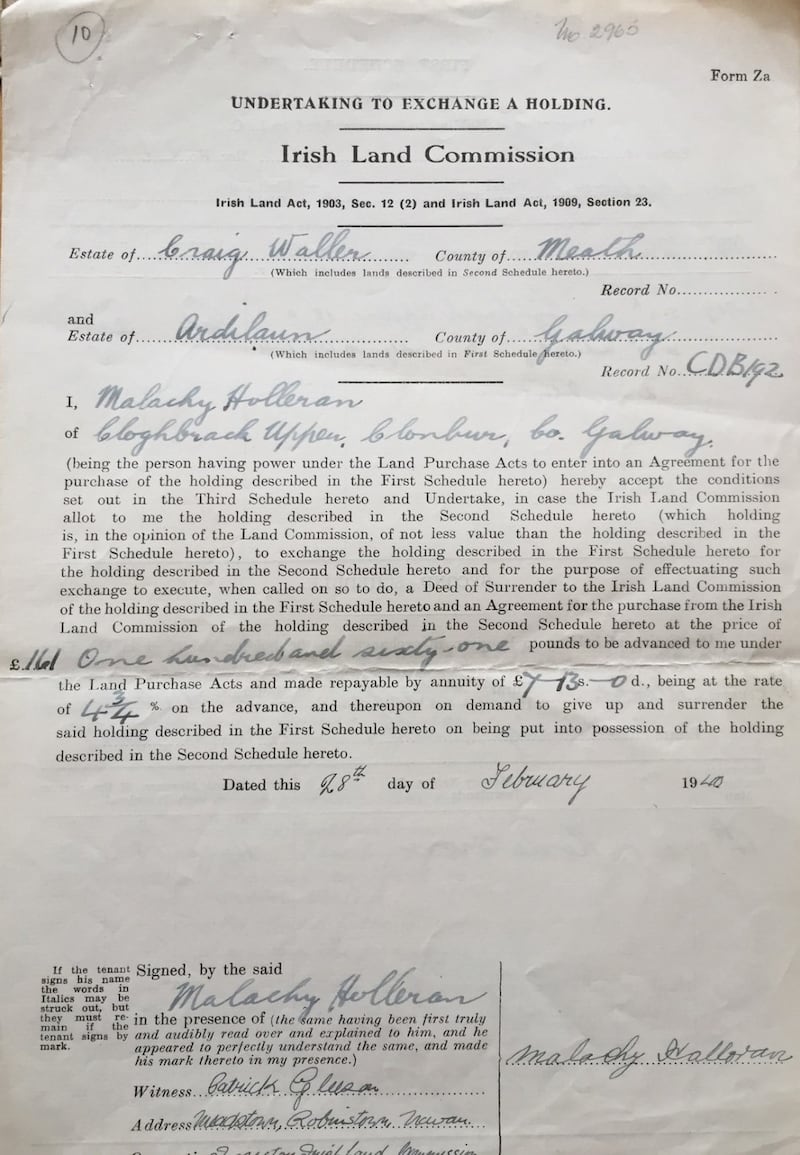 10
No 2965
Form Za
UNDERTAKING TO EXCHANGE A HOLDING.
Irish Land Commission
Irish Land Act, 1903, Sec. 12 (2) and Irish Land Act, 1909, Section 23.
Estate of....Craig Waller...... County of....Meath..........
(Which includes lands described in Second Schedule hereto.)
Record No................
and
Estate of......Ardilaun.......... County of....Galway..........
(Which includes lands described in First Schedule hereto.)
Record No...CDB192
I, Malachy Holleran
of Cloghbrack Upper, Clonbur, Co. Galway.
(being the person having power under the Land Purchase Acts to enter into an Agreement for the
purchase of the holding described in the First Schedule hereto) hereby accept the conditions
set out in the Third Schedule hereto and Undertake, in case the Irish Land Commission
allot to me the holding described in the Second Schedule hereto (which holding
is, in the opinion of the Land Commission, of not less value than the holding described in the
First Schedule hereto), to exchange the holding described in the First Schedule hereto for
the holding described in the Second Schedule hereto and for the purpose of effectuating such
exchange to execute, when called on so to do, a Deed of Surrender to the Irish Land Commission
of the holding described in the First Schedule hereto and an Agreement for the purchase from the Irish
Land Commission of the holding described in the Second Schedule hereto at the price of
£161 One hundred and sixty-one pounds to be advanced to me under
the Land Purchase Acts and made repayable by annuity of £7-13s.-0d., being at the rate
of 4 3/4 % on the advance, and thereupon on demand to give up and surrender the
said holding described in the First Schedule hereto on being put into possession of the holding
described in the Second Schedule hereto.
Dated this 28th day of February 1940
If the tenant
signs his name
the words in
Italics may be
struck out, but
they must re-
main if the
tenant signs by
mark.
Signed, by the said
Malachy Holleran
in the presence of (the same having been first truly
and audibly read over and explained to him, and he
appeared to perfectly understand the same, and made
his mark thereto in my presence.)
Malachy Halloran
Witness...Patrick Gleeson..........
Address Robinstown, Navan...
Land Commission